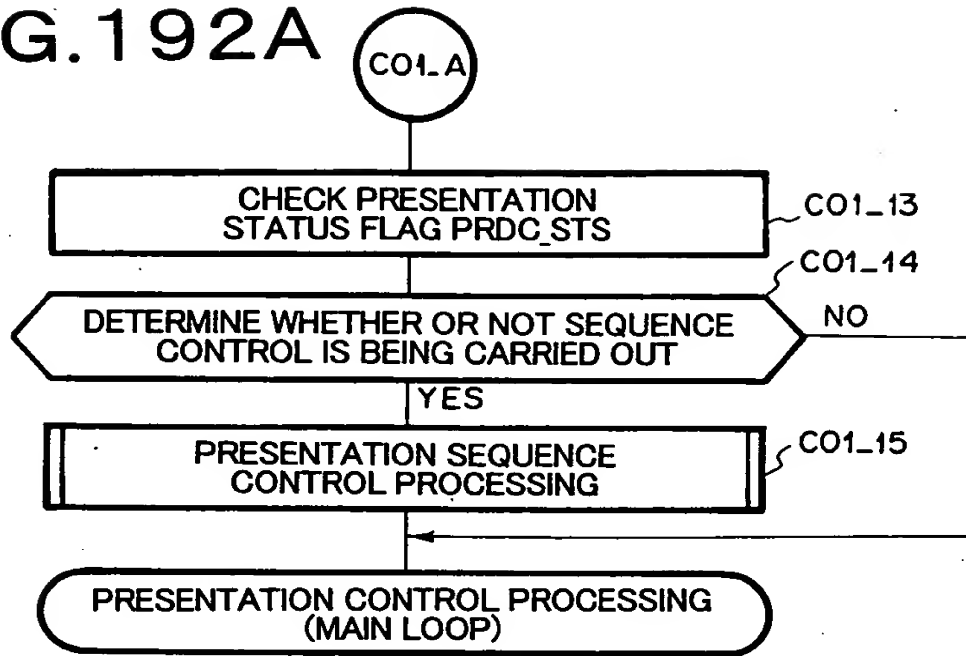 G.192A
C01_A
CHECK PRESENTATION
STATUS FLAG PRDC_STS
C01_13
C01_14
DETERMINE WHETHER OR NOT SEQUENCE
CONTROL IS BEING CARRIED OUT
NO
YES
PRESENTATION SEQUENCE
CONTROL PROCESSING
C01_15
PRESENTATION CONTROL PROCESSING
(MAIN LOOP)